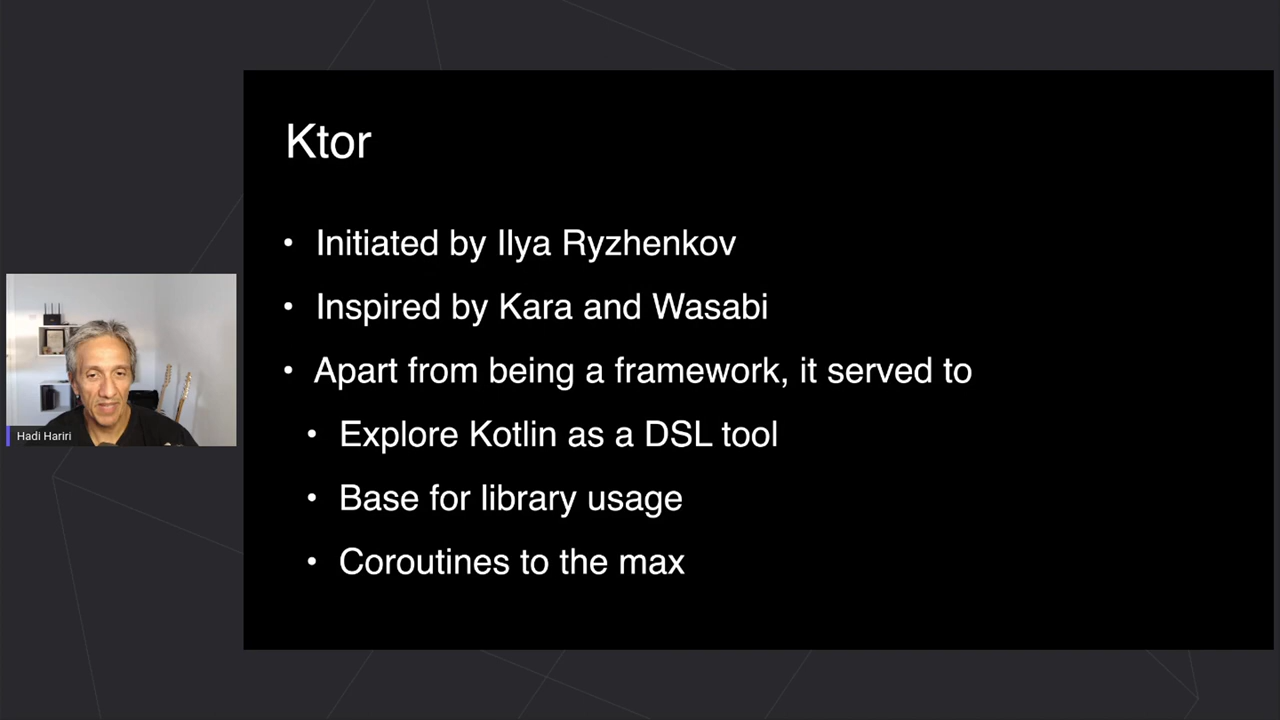 Ktor
• Initiated by Ilya Ryzhenkov
• Inspired by Kara and Wasabi
• Apart from being a framework, it served to
• Explore Kotlin as a DSL tool
• Base for library usage
• Coroutines to the max
Hadi Hariri